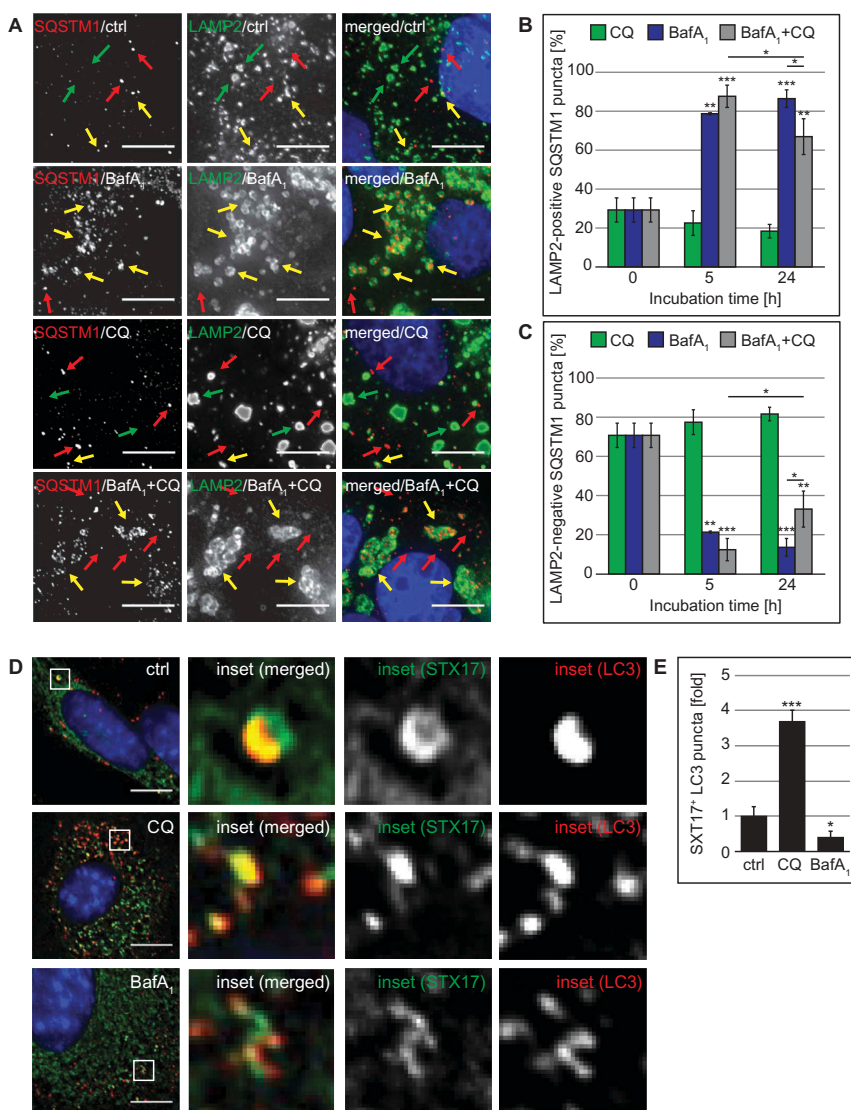 A
SQSTM1/ctrl
LAMP2/ctrl
merged/ctrl
SQSTM1/BafA1
LAMP2/BafA1
merged/BafA1
SQSTM1/CQ
LAMP2/CQ
merged/CQ
SQSTM1/BafA1+CQ
LAMP2/BafA1+CQ
merged/BafA1+CQ
B
CQ BafA1 BafA1+CQ
LAMP2-positive SQSTM1 puncta [%]
100
80
60
40
20
0
** *** *** ** * *
0 5 24
Incubation time [h]
C
CQ BafA1 BafA1+CQ
LAMP2-negative SQSTM1 puncta [%]
100
80
60
40
20
0
** *** *** ** * *
0 5 24
Incubation time [h]
D
ctrl
inset (merged)
inset (STX17)
inset (LC3)
CQ
inset (merged)
inset (STX17)
inset (LC3)
BafA1
inset (merged)
inset (STX17)
inset (LC3)
E
SXT17+ LC3 puncta [fold]
5
4
3
2
1
0
***
*
ctrl CQ BafA1